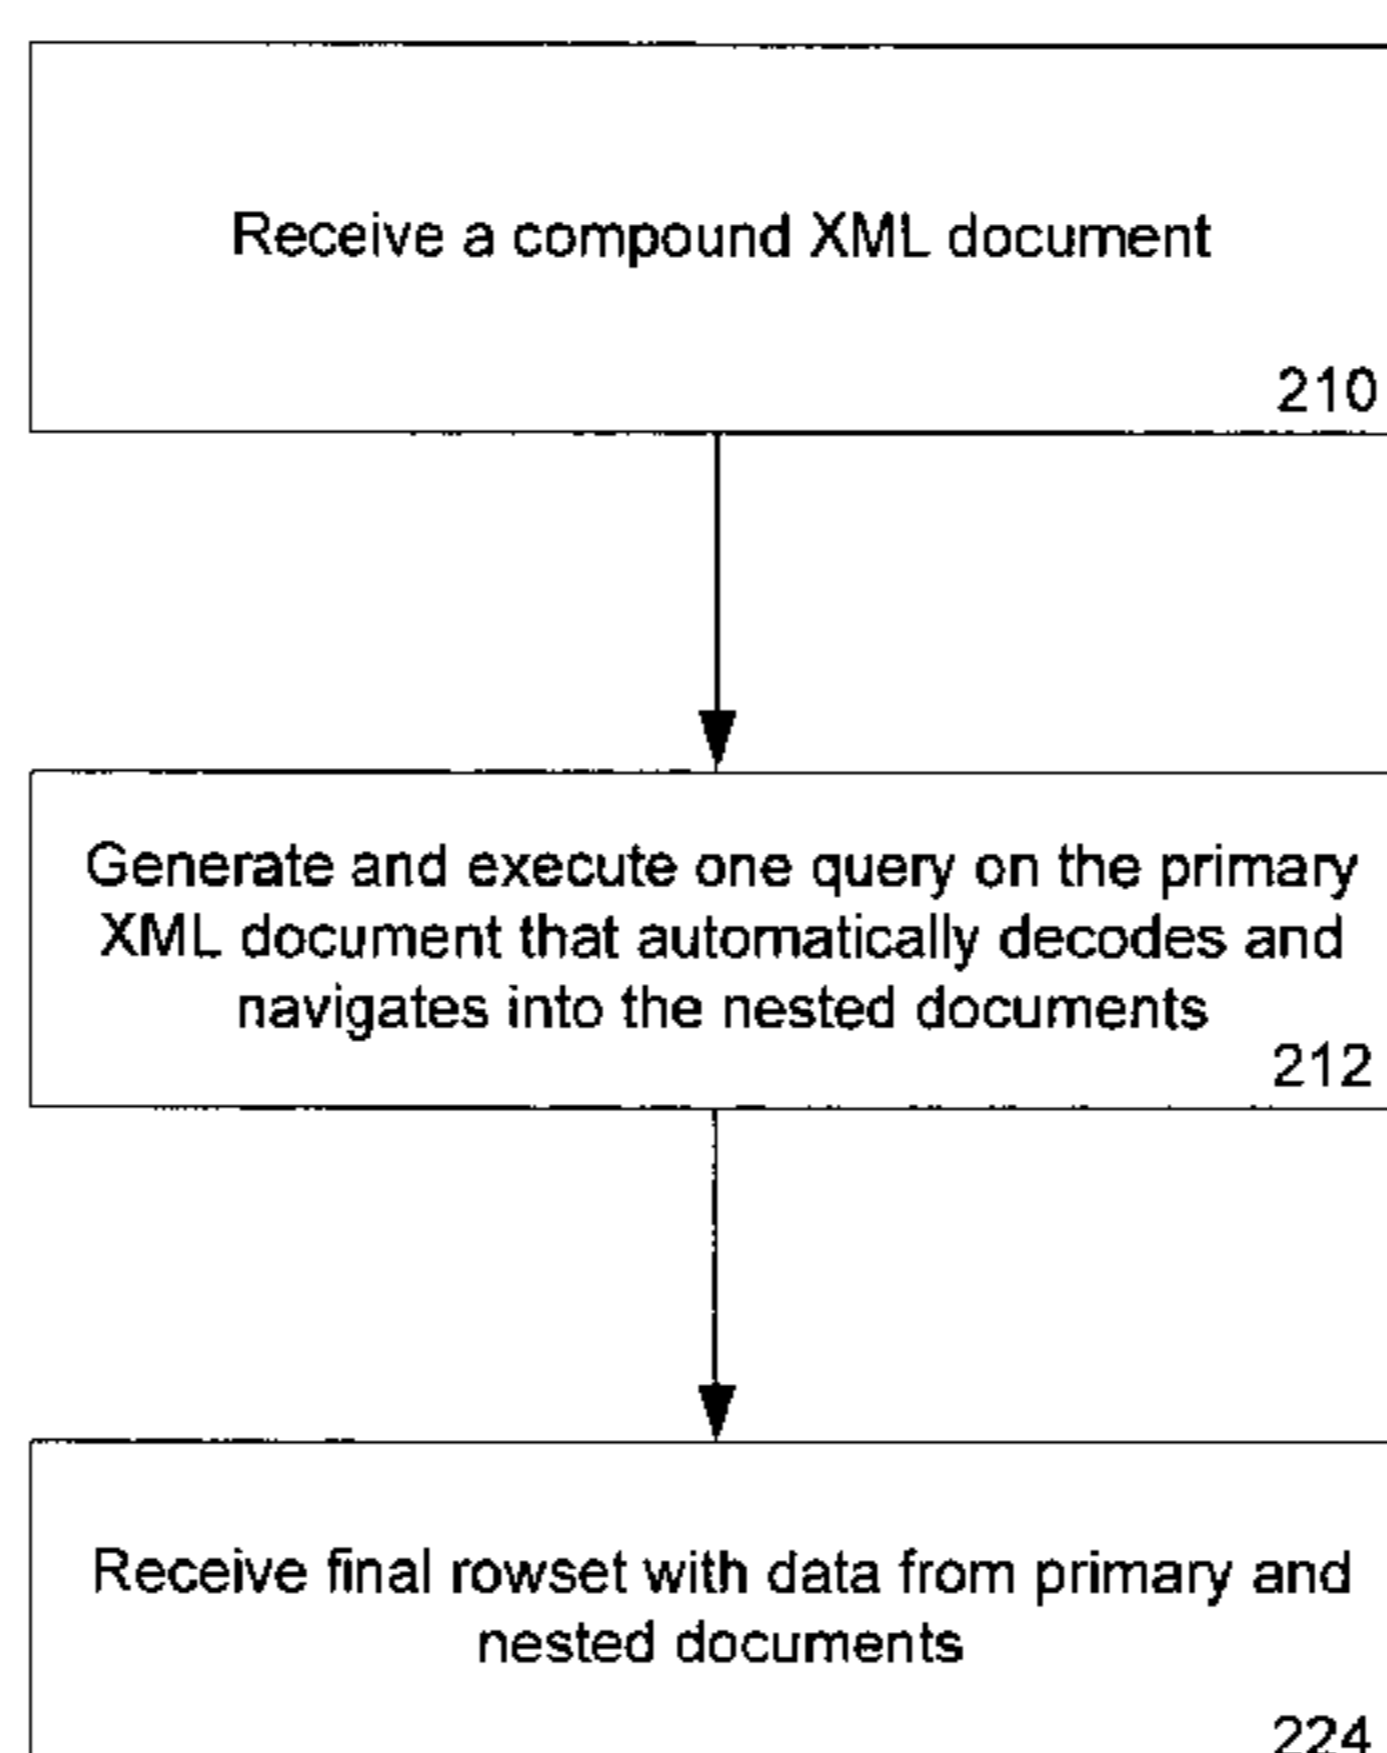 Receive a compound XML document
210
Generate and execute one query on the primary
XML document that automatically decodes and
navigates into the nested documents
212
Receive final rowset with data from primary and
nested documents
224